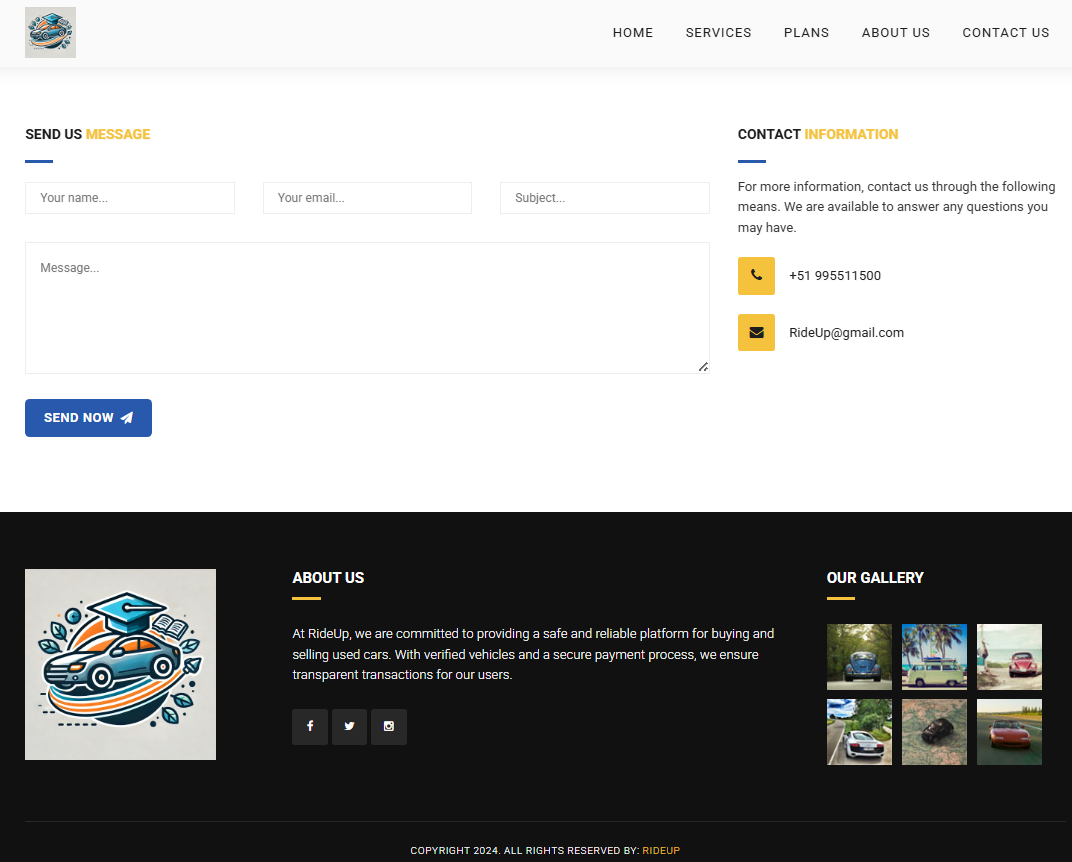 HOME SERVICES PLANS ABOUT US CONTACT US
SEND US MESSAGE
Your name...
Your email...
Subject...
Message...
SEND NOW
CONTACT INFORMATION
For more information, contact us through the following
means. We are available to answer any questions you
may have.
+51 995511500
RideUp@gmail.com
ABOUT US
At RideUp, we are committed to providing a safe and reliable platform for buying and
selling used cars. With verified vehicles and a secure payment process, we ensure
transparent transactions for our users.
OUR GALLERY
COPYRIGHT 2024. ALL RIGHTS RESERVED BY: RIDEUP